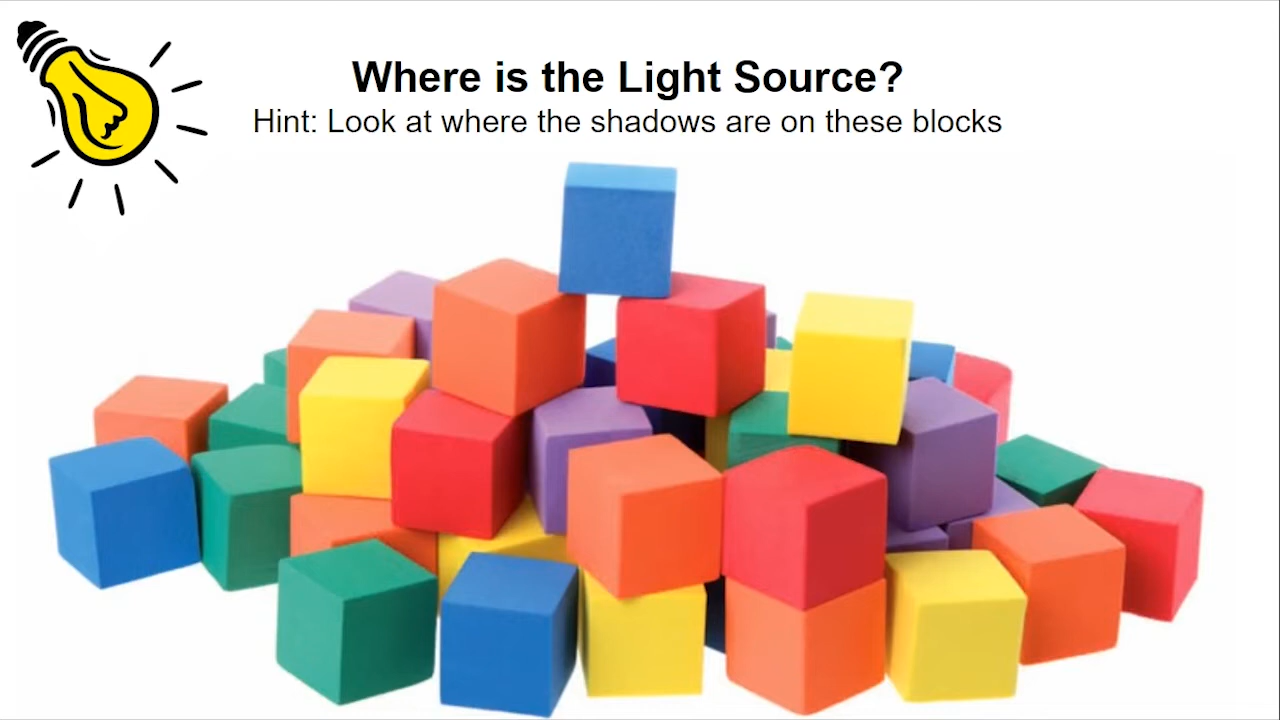 Where is the Light Source?
Hint: Look at where the shadows are on these blocks